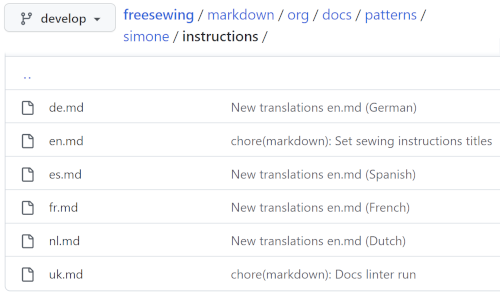 develop
freesewing / markdown / org / docs / patterns /
simone / instructions /
..
de.md New translations en.md (German)
en.md chore(markdown): Set sewing instructions titles
es.md New translations en.md (Spanish)
fr.md New translations en.md (French)
nl.md New translations en.md (Dutch)
uk.md chore(markdown): Docs linter run